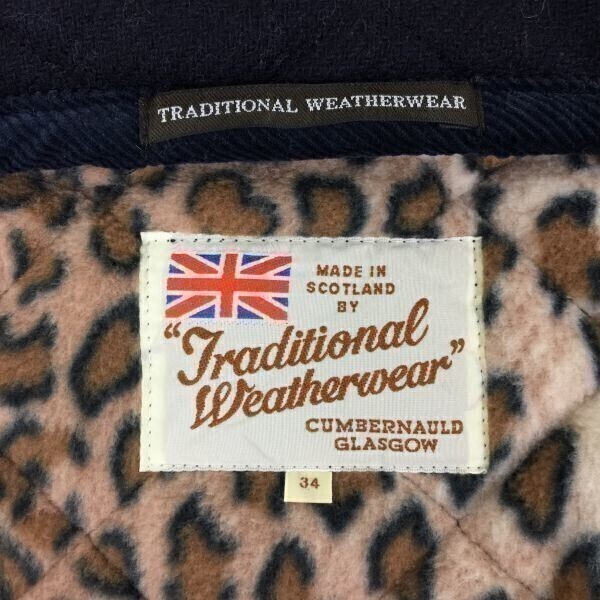 TRADITIONAL WEATHERWEAR
MADE IN
SCOTLAND
BY
"Traditional
Weatherwear"
CUMBERNAULD
GLASGOW
34